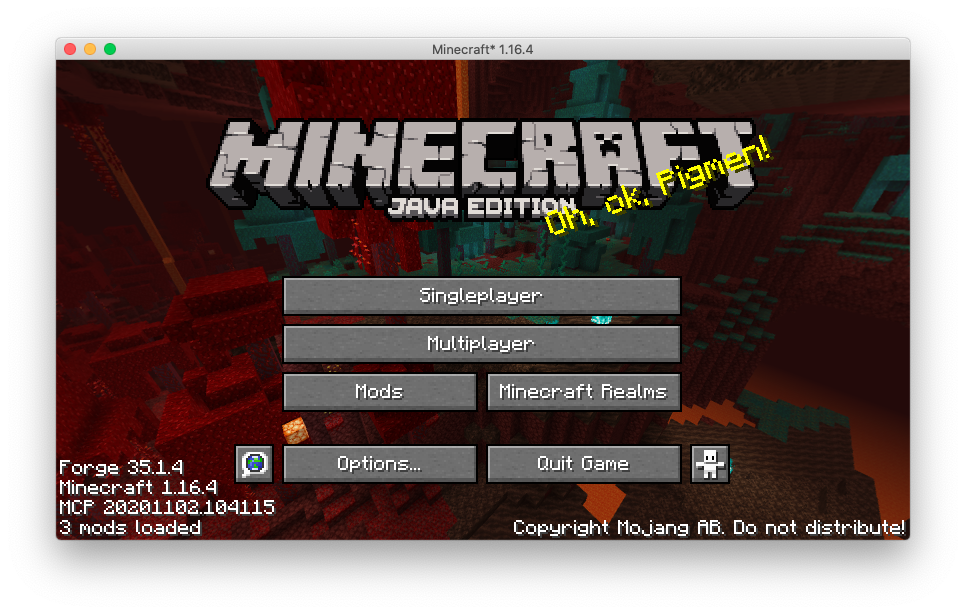 Minecraft* 1.16.4
MINECRAFT
JAVA EDITION
Oh, ok, Pigmen!
Singleplayer
Multiplayer
Mods
Minecraft Realms
Options...
Quit Game
Forge 35.1.4
Minecraft 1.16.4
MCP 20201102.104115
3 mods loaded
Copyright Mojang AB. Do not distribute!